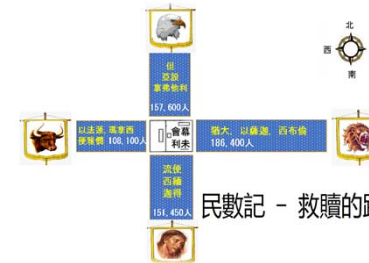 北
西
南
但
亞設
拿弗他利
157,600人
以法蓮, 瑪拿西
便雅憫 108,100人
會幕
利未
猶大, 以薩迦, 西布倫
186,400人
流便
西緬
迦得
151,450人
民數記 - 救贖的